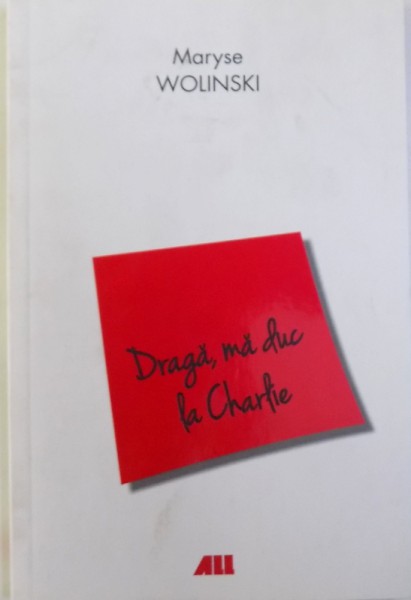 Maryse
WOLINSKI
Dragă, mă duc
la Charlie
ALL